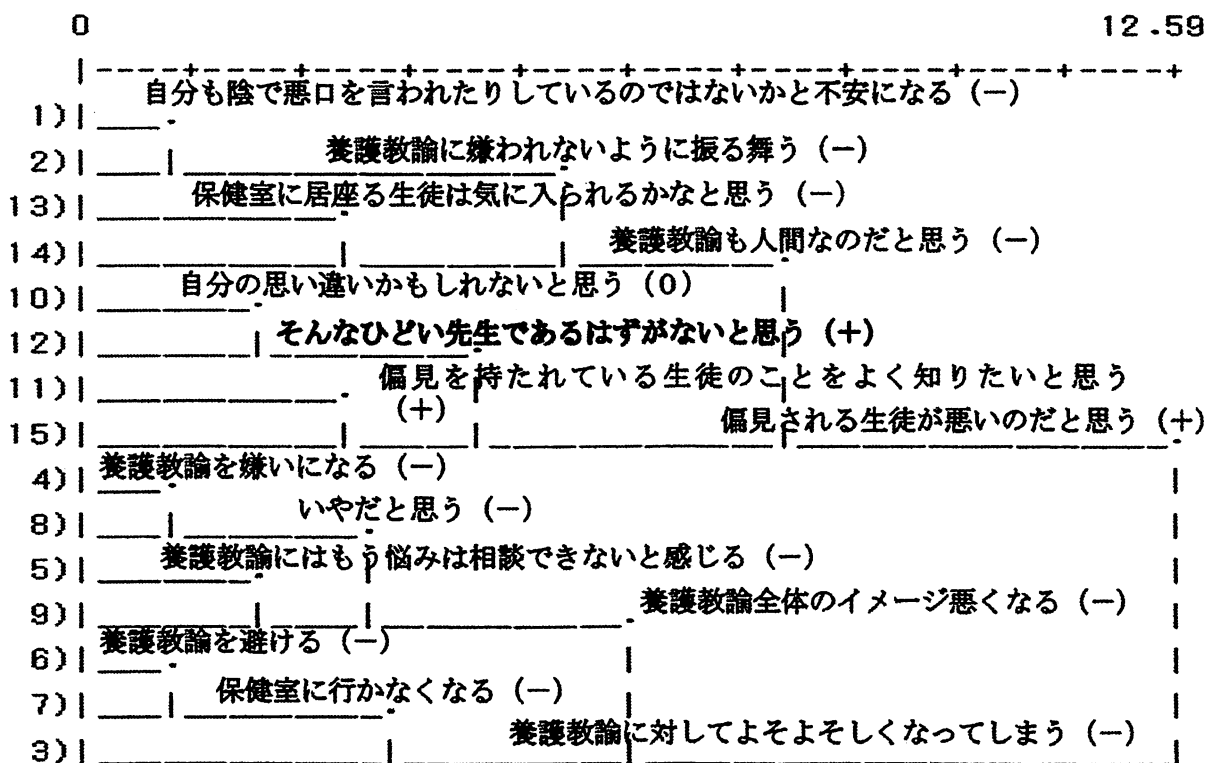 0 12.59
自分も陰で悪口を言われたりしているのではないかと不安になる (−)
1)
養護教諭に嫌われないように振る舞う (−)
2)
保健室に居座る生徒は気に入られるかなと思う (−)
13)
養護教諭も人間なのだと思う (−)
14)
自分の思い違いかもしれないと思う (0)
10)
そんなひどい先生であるはずがないと思う (+)
12)
偏見を持たれている生徒のことをよく知りたいと思う
11)
(+)
偏見される生徒が悪いのだと思う (+)
15)
養護教諭を嫌いになる (−)
4)
いやだと思う (−)
8)
養護教諭にはもう悩みは相談できないと感じる (−)
5)
養護教諭全体のイメージ悪くなる (−)
9)
養護教諭を避ける (−)
6)
保健室に行かなくなる (−)
7)
養護教諭に対してよそよそしくなってしまう (−)
3)